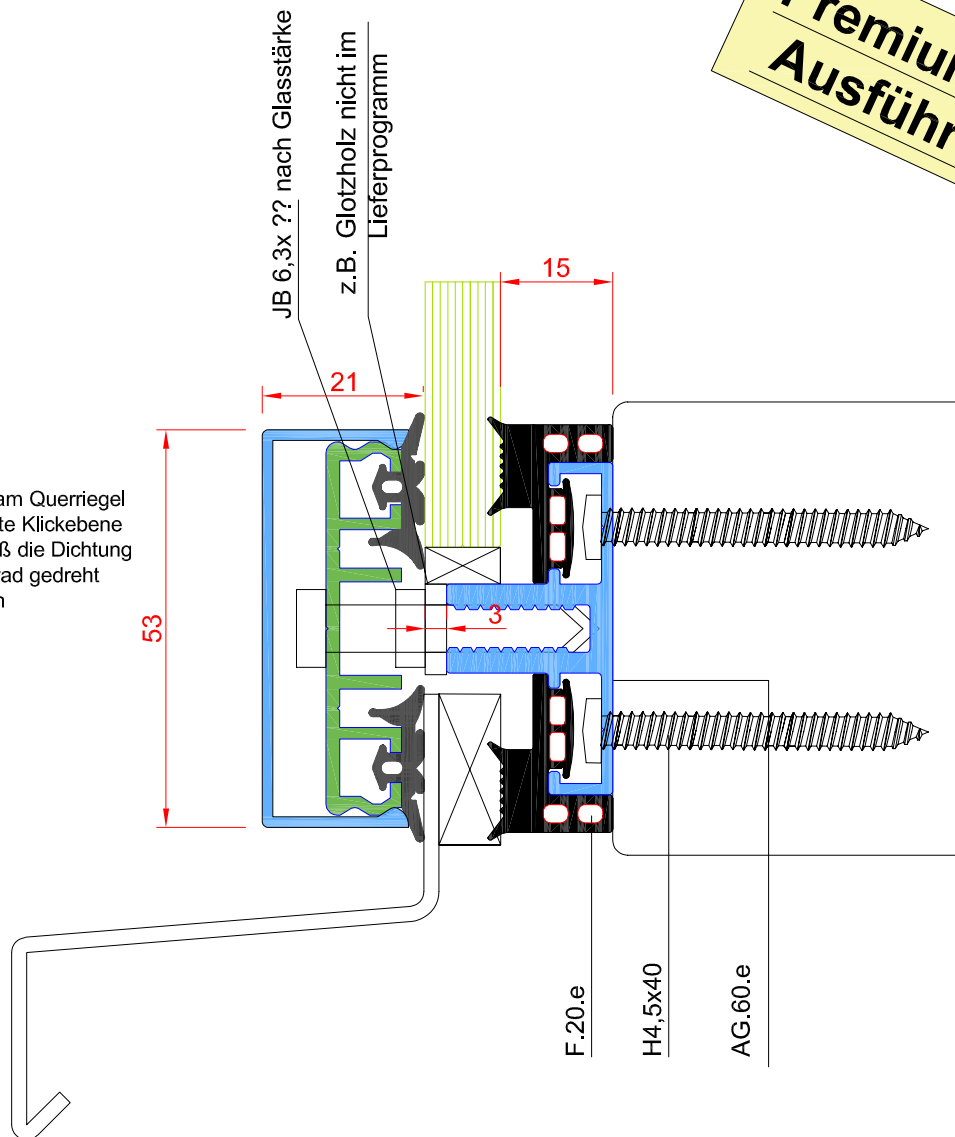 Premiu
Ausführ
JB 6,3x ?? nach Glasstärke
z.B. Glotzholz nicht im
Lieferprogramm
15
21
am Querriegel
te Klickebene
ß die Dichtung
rad gedreht
n
53
3
F.20.e
H4,5x40
AG.60.e